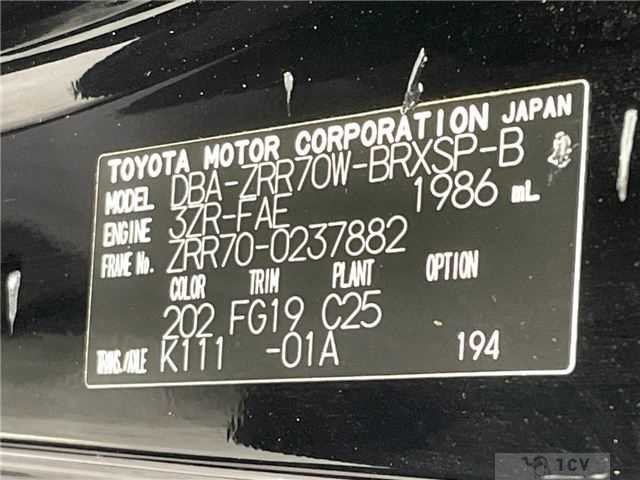 TOYOTA MOTOR CORPORATION JAPAN
MODEL DBA-ZRR70W-BRXSP-B
ENGINE 3ZR-FAE 1986 mL
FRAME No. ZRR70-0237882
COLOR TRIM PLANT OPTION
202 FG19 C25
TRANS./AXLE K111 -01A 194
TCV